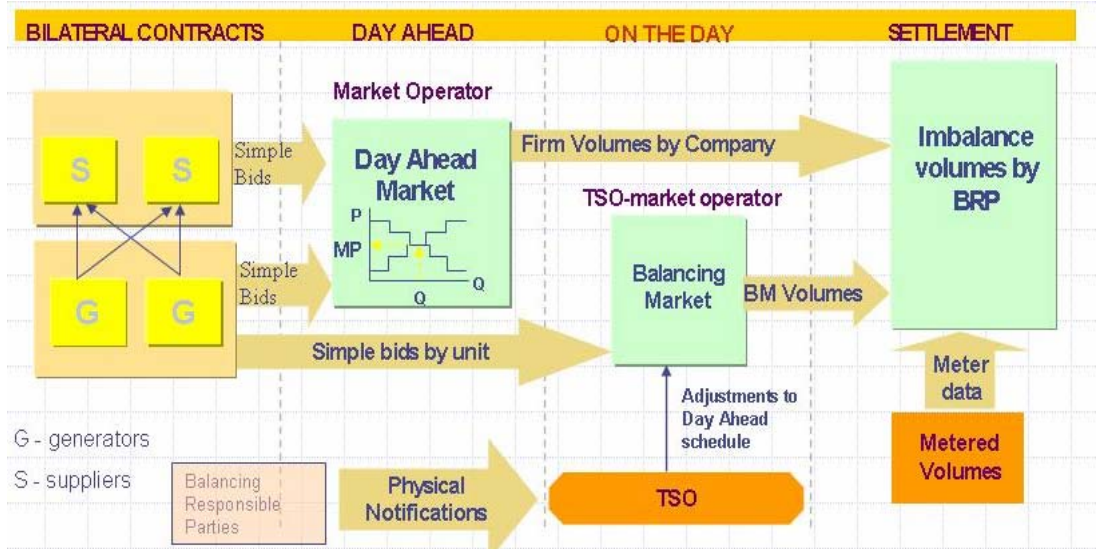 BILATERAL CONTRACTS
DAY AHEAD
ON THE DAY
SETTLEMENT
Market Operator
S
S
Simple
Bids
Day Ahead
Market
P
MP
Q
Q
Firm Volumes by Company
Imbalance
volumes by
BRP
TSO-market operator
G
G
Simple
Bids
Balancing
Market
BM Volumes
Simple bids by unit
Adjustments to
Day Ahead
schedule
Meter
data
G - generators
S - suppliers
Balancing
Responsible
Parties
Physical
Notifications
TSO
Metered
Volumes